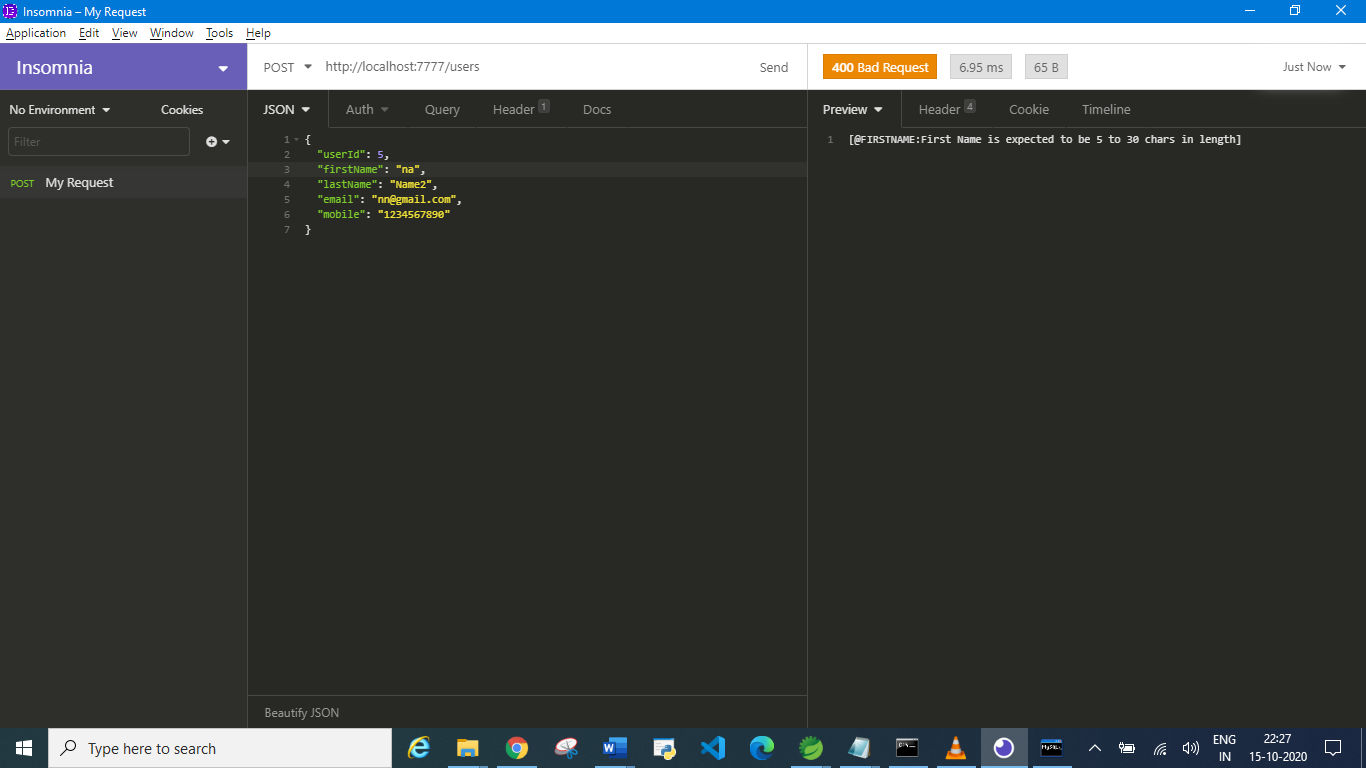 Insomnia – My Request
Application Edit View Window Tools Help
Insomnia
POST http://localhost:7777/users Send
400 Bad Request 6.95 ms 65 B Just Now
No Environment Cookies
JSON Auth Query Header 1 Docs
Preview Header 4 Cookie Timeline
Filter
POST My Request
1 {
2 "userId": 5,
3 "firstName": "na",
4 "lastName": "Name2",
5 "email": "nn@gmail.com",
6 "mobile": "1234567890"
7 }
1 [@FIRSTNAME:First Name is expected to be 5 to 30 chars in length]
Beautify JSON
Type here to search
ENG
IN
22:27
15-10-2020